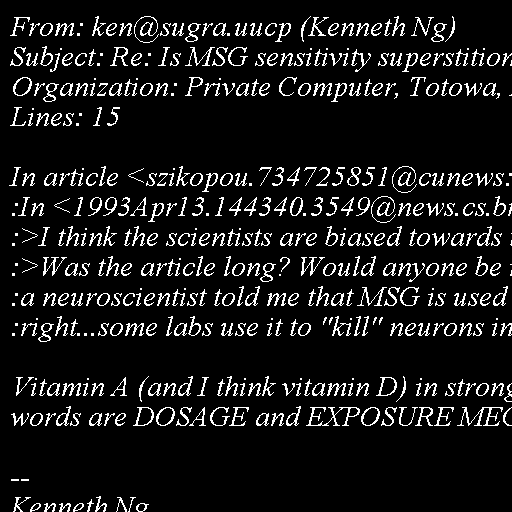 From: ken@sugra.uucp (Kenneth Ng)
Subject: Re: Is MSG sensitivity superstition
Organization: Private Computer, Totowa,
Lines: 15

In article <szikopou.734725851@cunews:
:In <1993Apr13.144340.3549@news.cs.b
:>I think the scientists are biased towards
:>Was the article long? Would anyone be
:a neuroscientist told me that MSG is used
:right...some labs use it to "kill" neurons in

Vitamin A (and I think vitamin D) in strong
words are DOSAGE and EXPOSURE MEC

--
Kenneth Ng